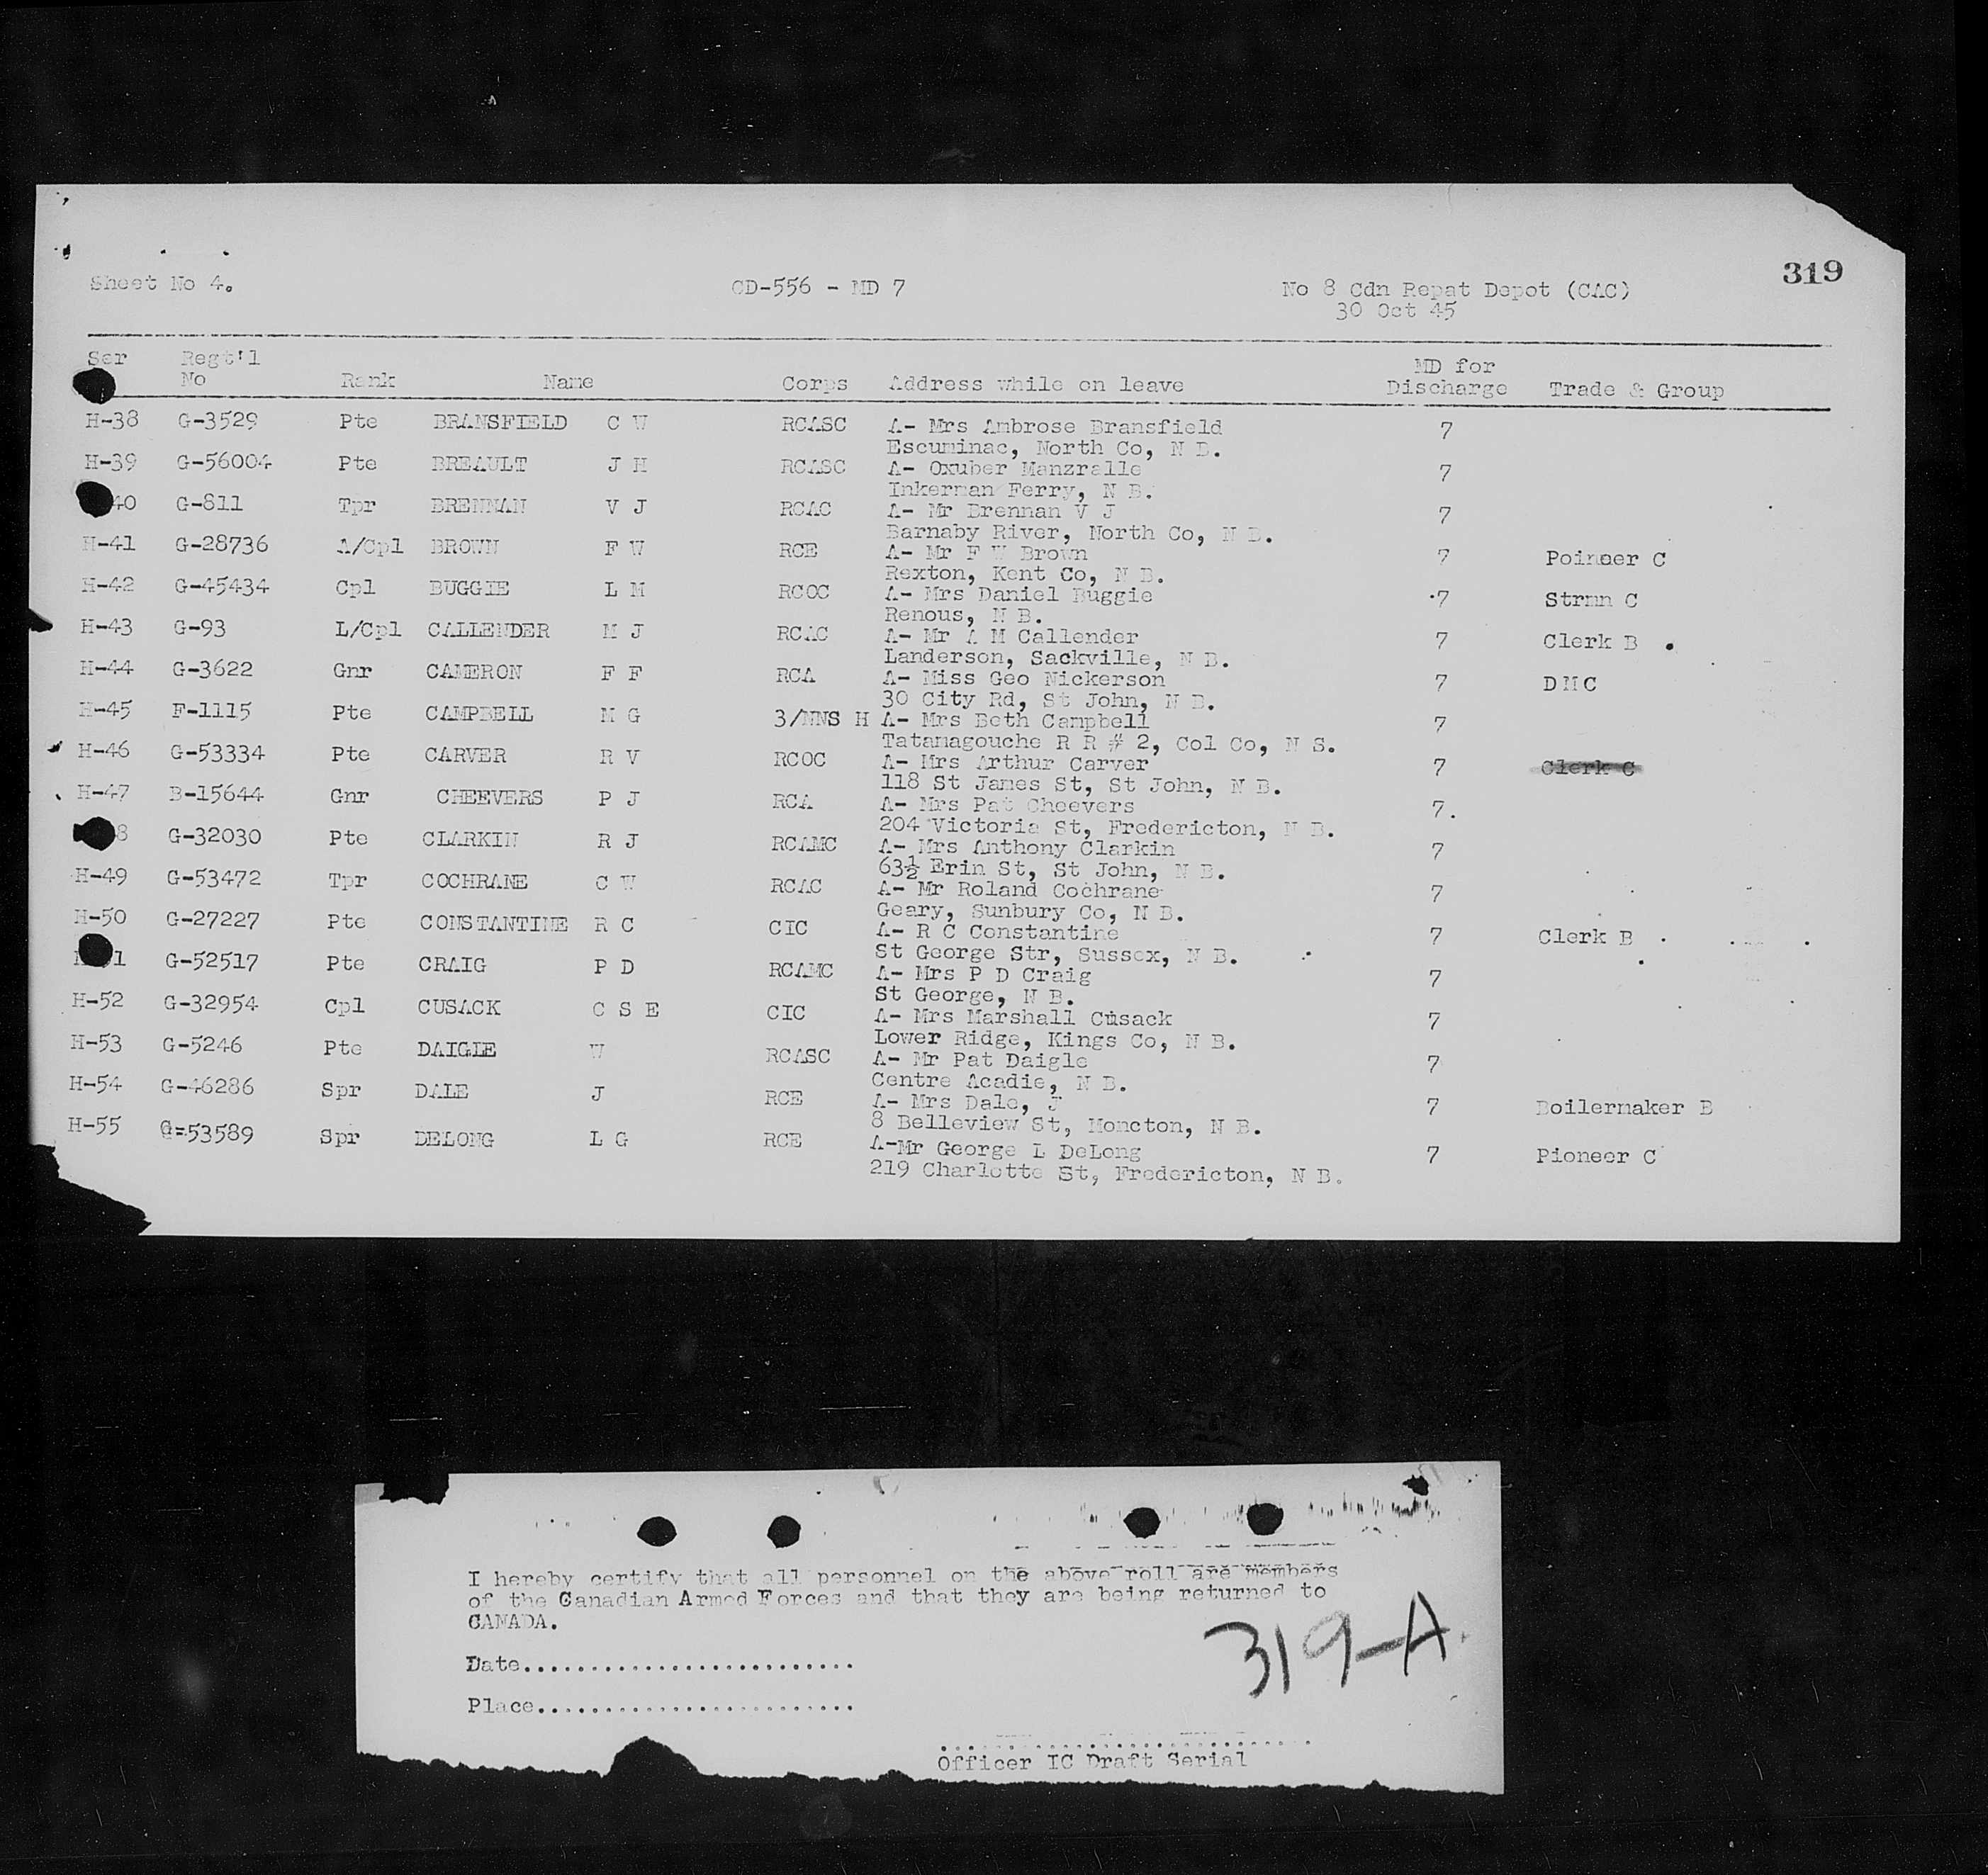 319
Sheet No 4. CD-556 - MD 7 No 8 Cdn Repat Depot (CAC)
30 Oct 45
Ser Regt'l MD for
No Rank Name Corps Address while on leave Discharge Trade & Group
H-38 G-3529 Pte BRANSFIELD C W RCASC A- Mrs Ambrose Bransfield 7
Escuminac, North Co, N B.
H-39 G-56004 Pte BREAULT J H RCASC A- Oxuber Manzralle 7
Inkerman Ferry, N B.
40 G-811 Tpr BRENNAN V J RCAC A- Mr Brennan V J 7
Barnaby River, North Co, N B.
H-41 G-28736 A/Cpl BROWN F W RCE A- Mr F W Brown 7 Poineer C
Rexton, Kent Co, N B.
H-42 G-45434 Cpl BUGGIE L M RCOC A- Mrs Daniel Buggie 7 Strmn C
Renous, N B.
H-43 G-93 L/Cpl CALLENDER M J RCAC A- Mr A M Callender 7 Clerk B
Landerson, Sackville, N B.
H-44 G-3622 Gnr CAMERON F F RCA A- Miss Geo Nickerson 7 D M C
30 City Rd, St John, N B.
H-45 F-1115 Pte CAMPBELL M G 3/NNS H A- Mrs Beth Campbell 7
Tatamagouche R R # 2, Col Co, N S.
H-46 G-53334 Pte CARVER R V RCOC A- Mrs Arthur Carver 7 Clerk C
118 St James St, St John, N B.
H-47 B-15644 Gnr CHEEVERS P J RCA A- Mrs Pat Cheevers 7.
204 Victoria St, Fredericton, N B.
8 G-32030 Pte CLARKIN R J RCAMC A- Mrs Anthony Clarkin 7
63½ Erin St, St John, N B.
H-49 G-53472 Tpr COCHRANE C W RCAC A- Mr Roland Cochrane 7
Geary, Sunbury Co, N B.
H-50 G-27227 Pte CONSTANTINE R C CIC A- R C Constantine 7 Clerk B
St George Str, Sussex, N B.
1 G-52517 Pte CRAIG P D RCAMC A- Mrs P D Craig 7
St George, N B.
H-52 G-32954 Cpl CUSACK C S E CIC A- Mrs Marshall Cusack 7
Lower Ridge, Kings Co, N B.
H-53 G-5246 Pte DAIGLE W RCASC A- Mr Pat Daigle 7
Centre Acadie, N B.
H-54 G-46286 Spr DALE J RCE A- Mrs Dale, J 7 Boilermaker B
8 Belleview St, Moncton, N B.
H-55 G=53589 Spr DELONG L G RCE A-Mr George L DeLong 7 Pioneer C
219 Charlotte St, Fredericton, N B.
I hereby certify that all personnel on the above roll are members
of the Canadian Armed Forces and that they are being returned to
CANADA.
319-A.
Date.........................
Place........................
............................
Officer IC Draft Serial